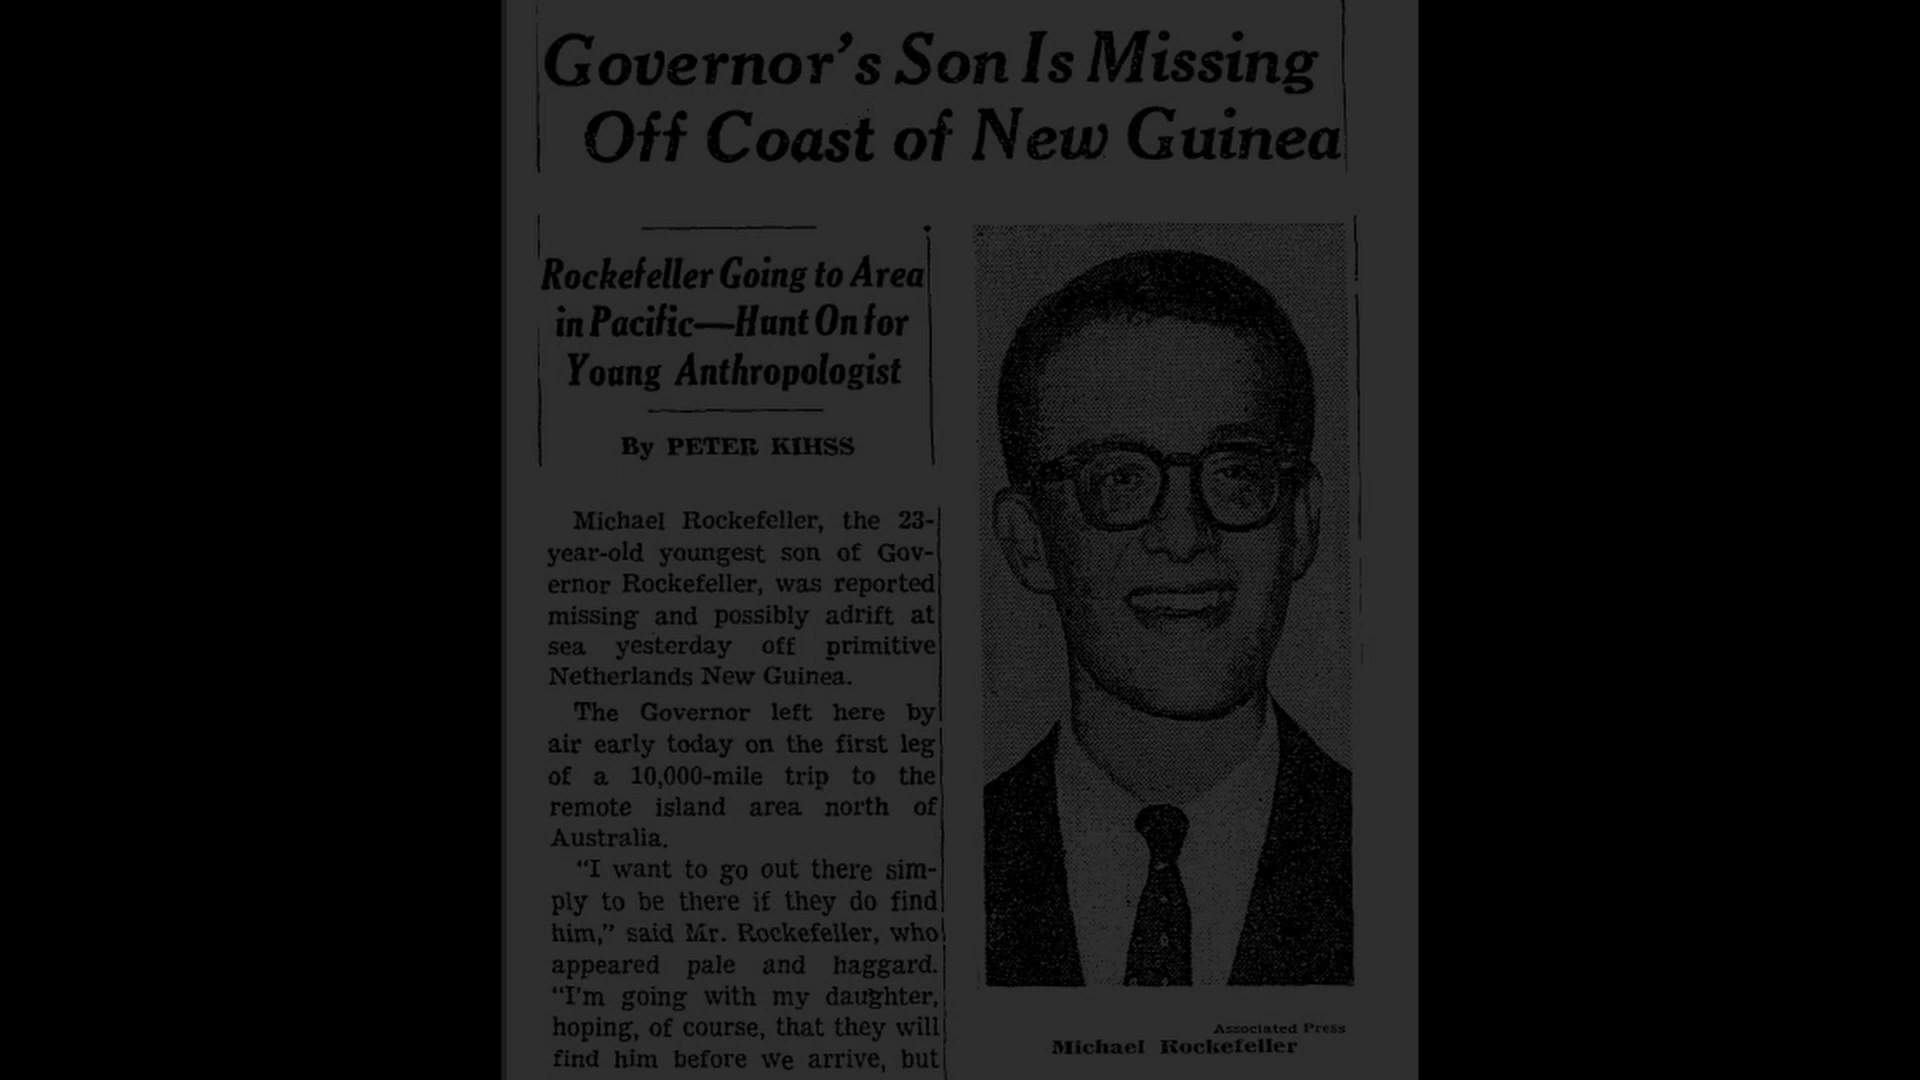 Governor's Son Is Missing
Off Coast of New Guinea
Rockefeller Going to Area
in Pacific—Hunt On for
Young Anthropologist
By PETER KIHSS
Michael Rockefeller, the 23-
year-old youngest son of Gov-
ernor Rockefeller, was reported
missing and possibly adrift at
sea yesterday off primitive
Netherlands New Guinea.
The Governor left here by
air early today on the first leg
of a 10,000-mile trip to the
remote island area north of
Australia.
"I want to go out there sim-
ply to be there if they do find
him," said Mr. Rockefeller, who
appeared pale and haggard.
"I'm going with my daughter,
hoping, of course, that they will
find him before we arrive, but
Associated Press
Michael Rockefeller